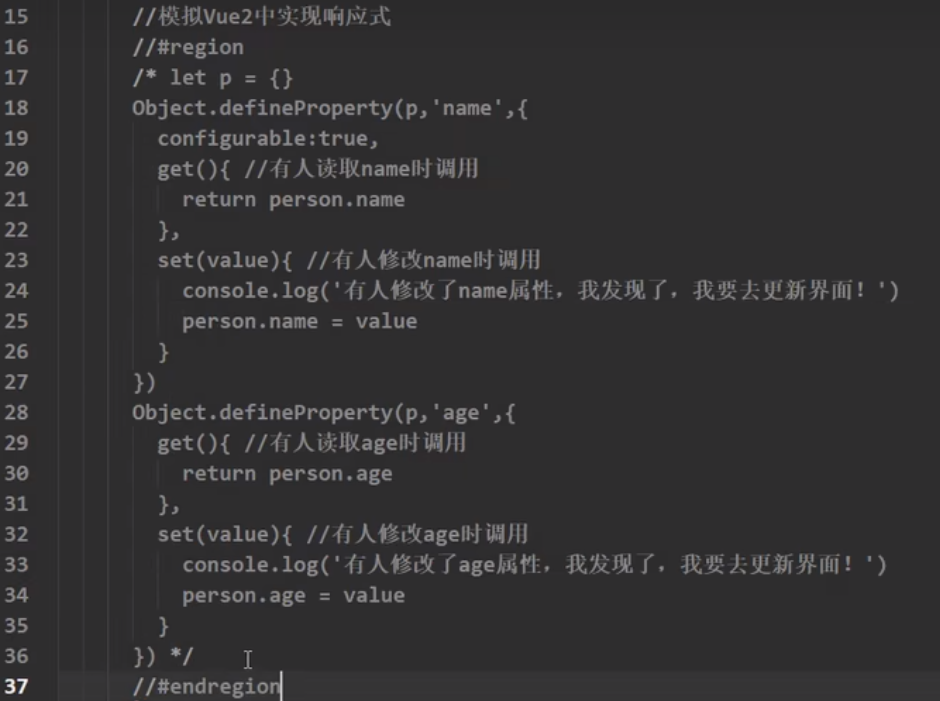 15 //模拟Vue2中实现响应式
16 //#region
17 /* let p = {}
18 Object.defineProperty(p,'name',{
19 configurable:true,
20 get(){ //有人读取name时调用
21 return person.name
22 },
23 set(value){ //有人修改name时调用
24 console.log('有人修改了name属性，我发现了，我要去更新界面！')
25 person.name = value
26 }
27 })
28 Object.defineProperty(p,'age',{
29 get(){ //有人读取age时调用
30 return person.age
31 },
32 set(value){ //有人修改age时调用
33 console.log('有人修改了age属性，我发现了，我要去更新界面！')
34 person.age = value
35 }
36 }) */
37 //#endregion